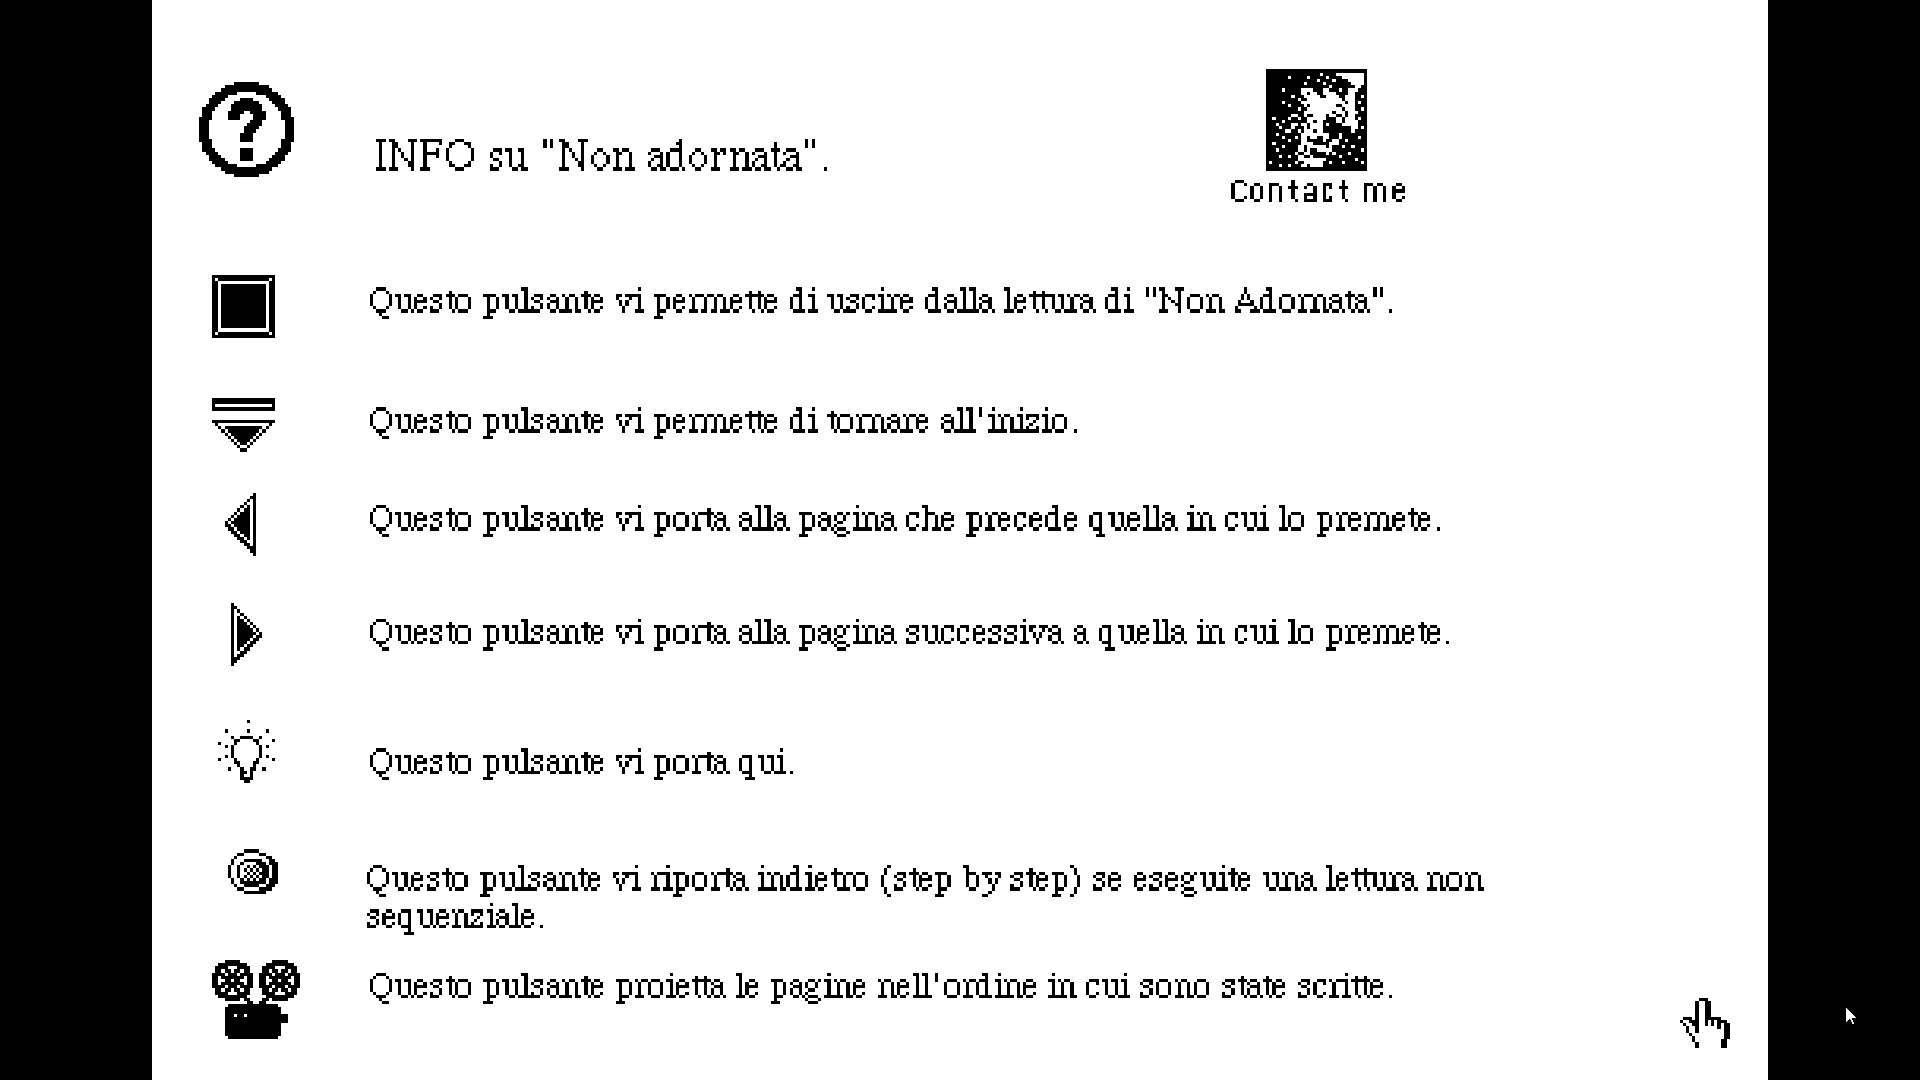 ?
INFO su "Non adornata".
Contact me
Questo pulsante vi permette di uscire dalla lettura di "Non Adornata".
Questo pulsante vi permette di tornare all'inizio.
Questo pulsante vi porta alla pagina che precede quella in cui lo premete.
Questo pulsante vi porta alla pagina successiva a quella in cui lo premete.
Questo pulsante vi porta qui.
Questo pulsante vi riporta indietro (step by step) se eseguite una lettura non
sequenziale.
Questo pulsante proietta le pagine nell'ordine in cui sono state scritte.